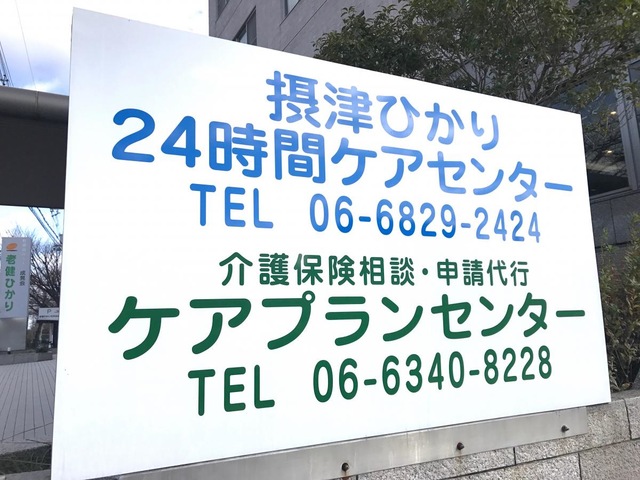 摂津ひかり
24時間ケアセンター
TEL 06-6829-2424
介護保険相談・申請代行
ケアプランセンター
TEL 06-6340-8228
老健ひかり